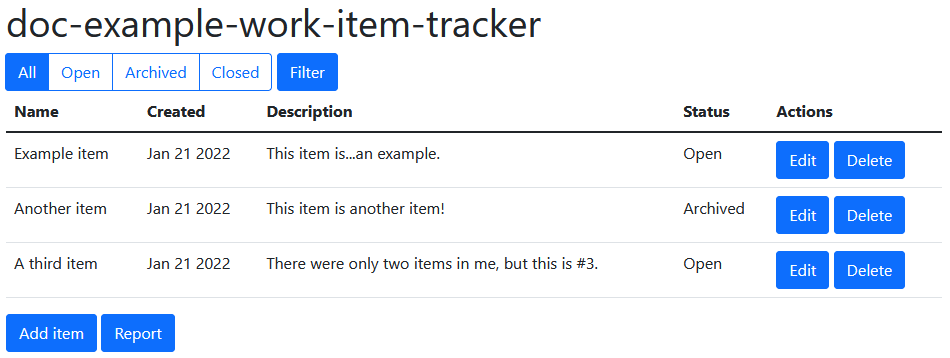 doc-example-work-item-tracker
All Open Archived Closed Filter
Name Created Description Status Actions
Example item Jan 21 2022 This item is...an example. Open Edit Delete
Another item Jan 21 2022 This item is another item! Archived Edit Delete
A third item Jan 21 2022 There were only two items in me, but this is #3. Open Edit Delete
Add item Report